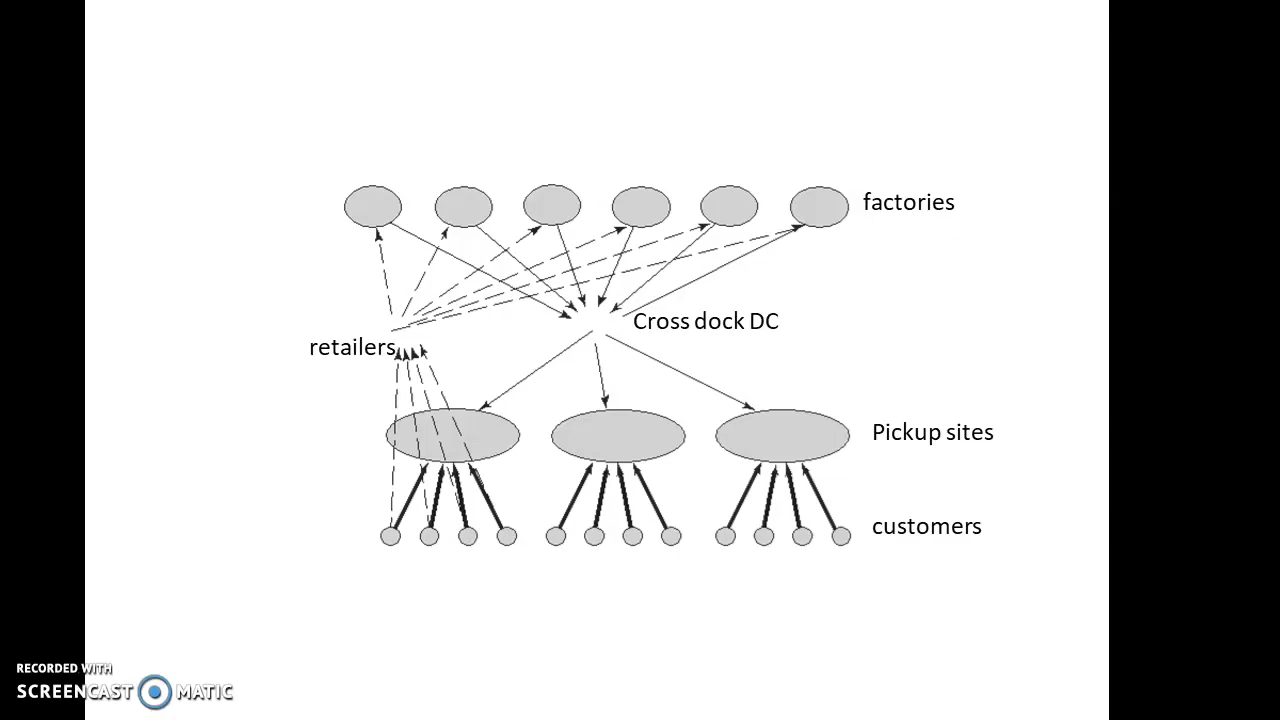 factories
Cross dock DC
retailers
Pickup sites
customers
RECORDED WITH
SCREENCAST MATIC